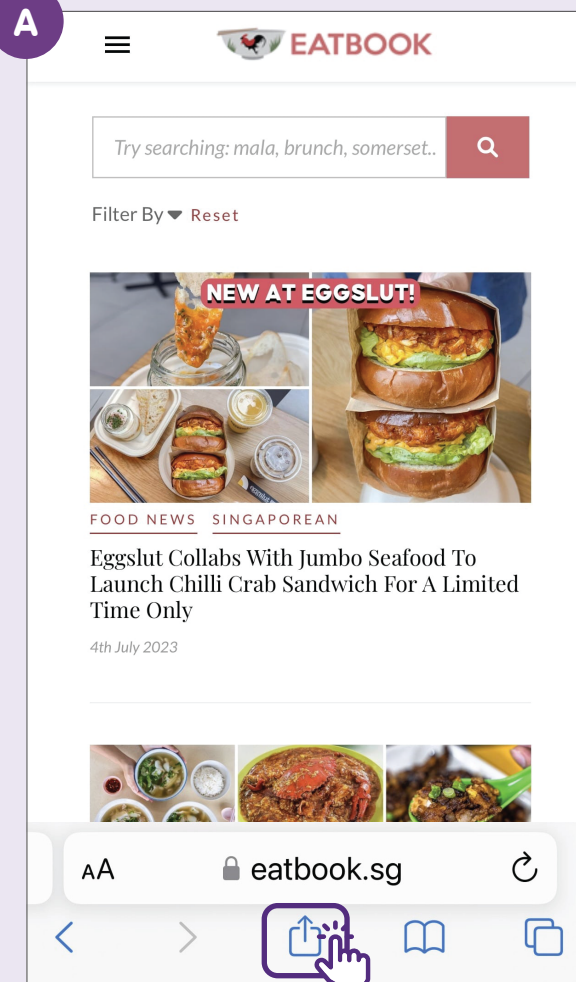 A
EATBOOK
Try searching: mala, brunch, somerset..
Filter By Reset
NEW AT EGGSLUT!
FOOD NEWS SINGAPOREAN
Eggslut Collabs With Jumbo Seafood To
Launch Chilli Crab Sandwich For A Limited
Time Only
4th July 2023
AA eatbook.sg